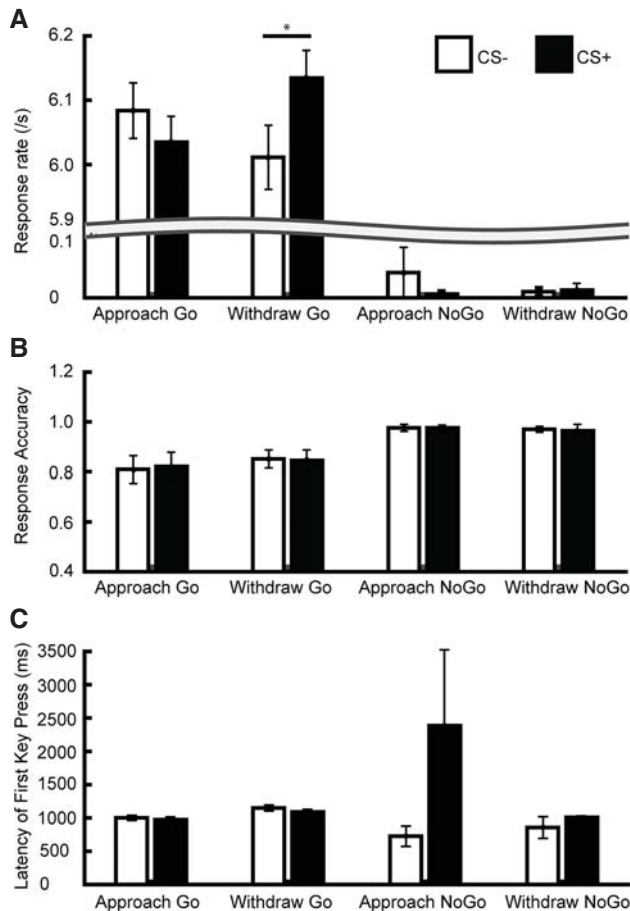 A
Response rate (/s)
6.2
6.1
6.0
5.9
0.1
0
*
CS-
CS+
Approach Go
Withdraw Go
Approach NoGo
Withdraw NoGo
B
Response Accuracy
1.2
1.0
0.8
0.6
0.4
Approach Go
Withdraw Go
Approach NoGo
Withdraw NoGo
C
Latency of First Key Press (ms)
3500
3000
2500
2000
1500
1000
500
0
Approach Go
Withdraw Go
Approach NoGo
Withdraw NoGo